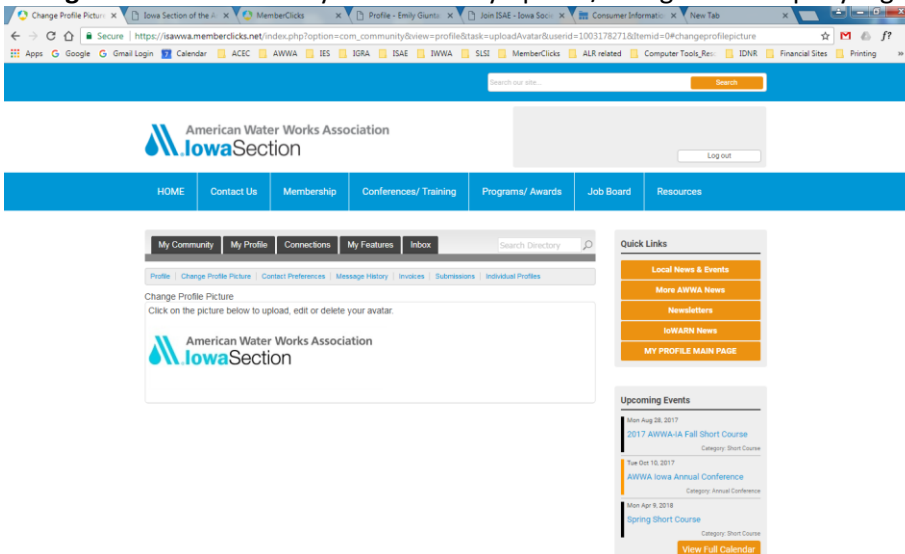 Change Profile Picture
Iowa Section of the A
MemberClicks
Profile - Emily Giunta
Join ISAE - Iowa Socie
Consumer Informatio
New Tab
Secure | https://isawwa.memberclicks.net/index.php?option=com_community&view=profile&task=uploadAvatar&userid=1003178271&Itemid=0#changeprofilepicture
Apps Google Gmail Login Calendar ACEC AWWA IES IGRA ISAE IWWA SLSI MemberClicks ALR related Computer Tools_Res IDNR Financial Sites Printing »
Search our site...
Search
American Water Works Association
IowaSection
Log out
HOME Contact Us Membership Conferences/ Training Programs/ Awards Job Board Resources
My Community My Profile Connections My Features Inbox Search Directory
Profile | Change Profile Picture | Contact Preferences | Message History | Invoices | Submissions | Individual Profiles
Change Profile Picture
Click on the picture below to upload, edit or delete your avatar.
American Water Works Association
IowaSection
Quick Links
Local News & Events
More AWWA News
Newsletters
IoWARN News
MY PROFILE MAIN PAGE
Upcoming Events
Mon Aug 28, 2017
2017 AWWA-IA Fall Short Course
Category: Short Course
Tue Oct 10, 2017
AWWA Iowa Annual Conference
Category: Annual Conference
Mon Apr 9, 2018
Spring Short Course
Category: Short Course
View Full Calendar